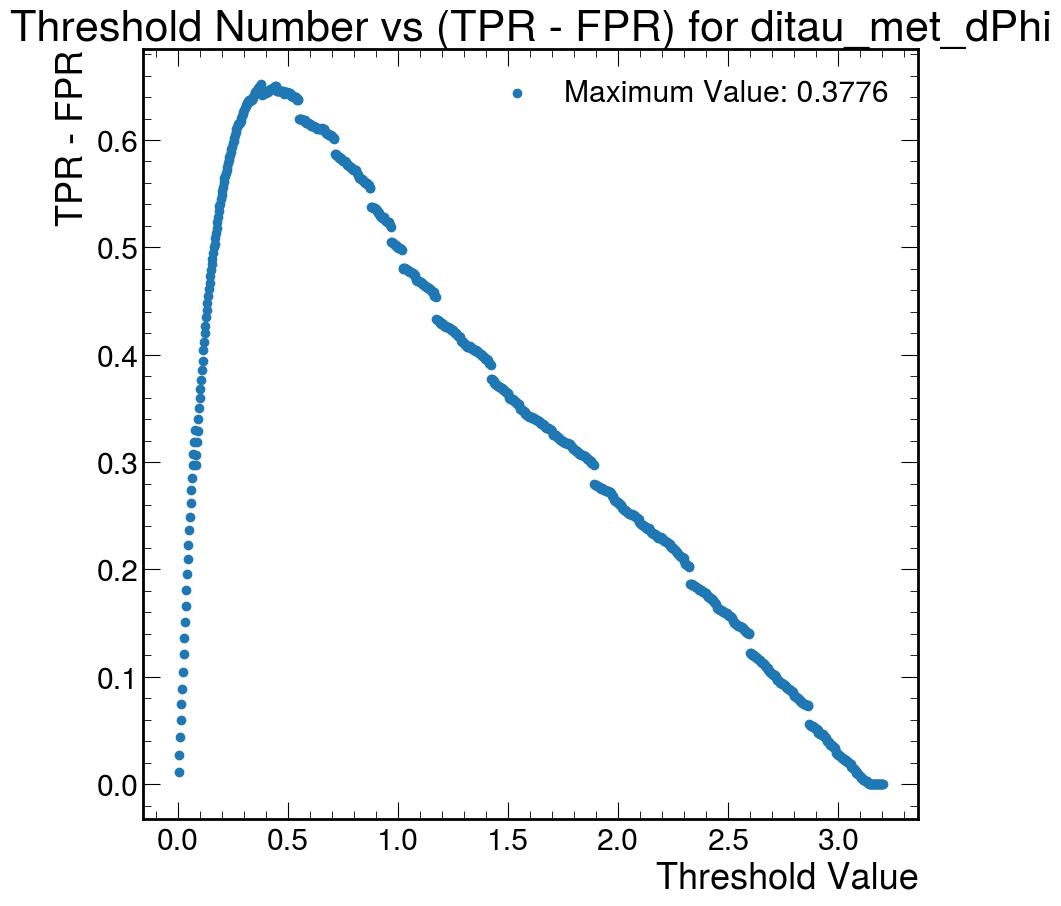 Threshold Number vs (TPR - FPR) for ditau_met_dPhi
TPR - FPR
Maximum Value: 0.3776
0.6
0.5
0.4
0.3
0.2
0.1
0.0
0.0 0.5 1.0 1.5 2.0 2.5 3.0
Threshold Value